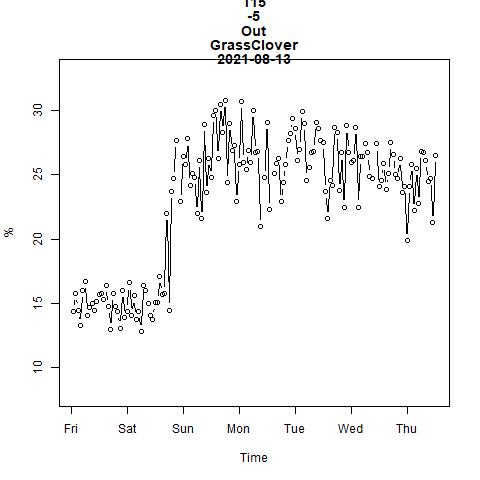 T15
-5
Out
GrassClover
2021-08-13
%
30
25
20
15
10
Fri
Sat
Sun
Mon
Tue
Wed
Thu
Time